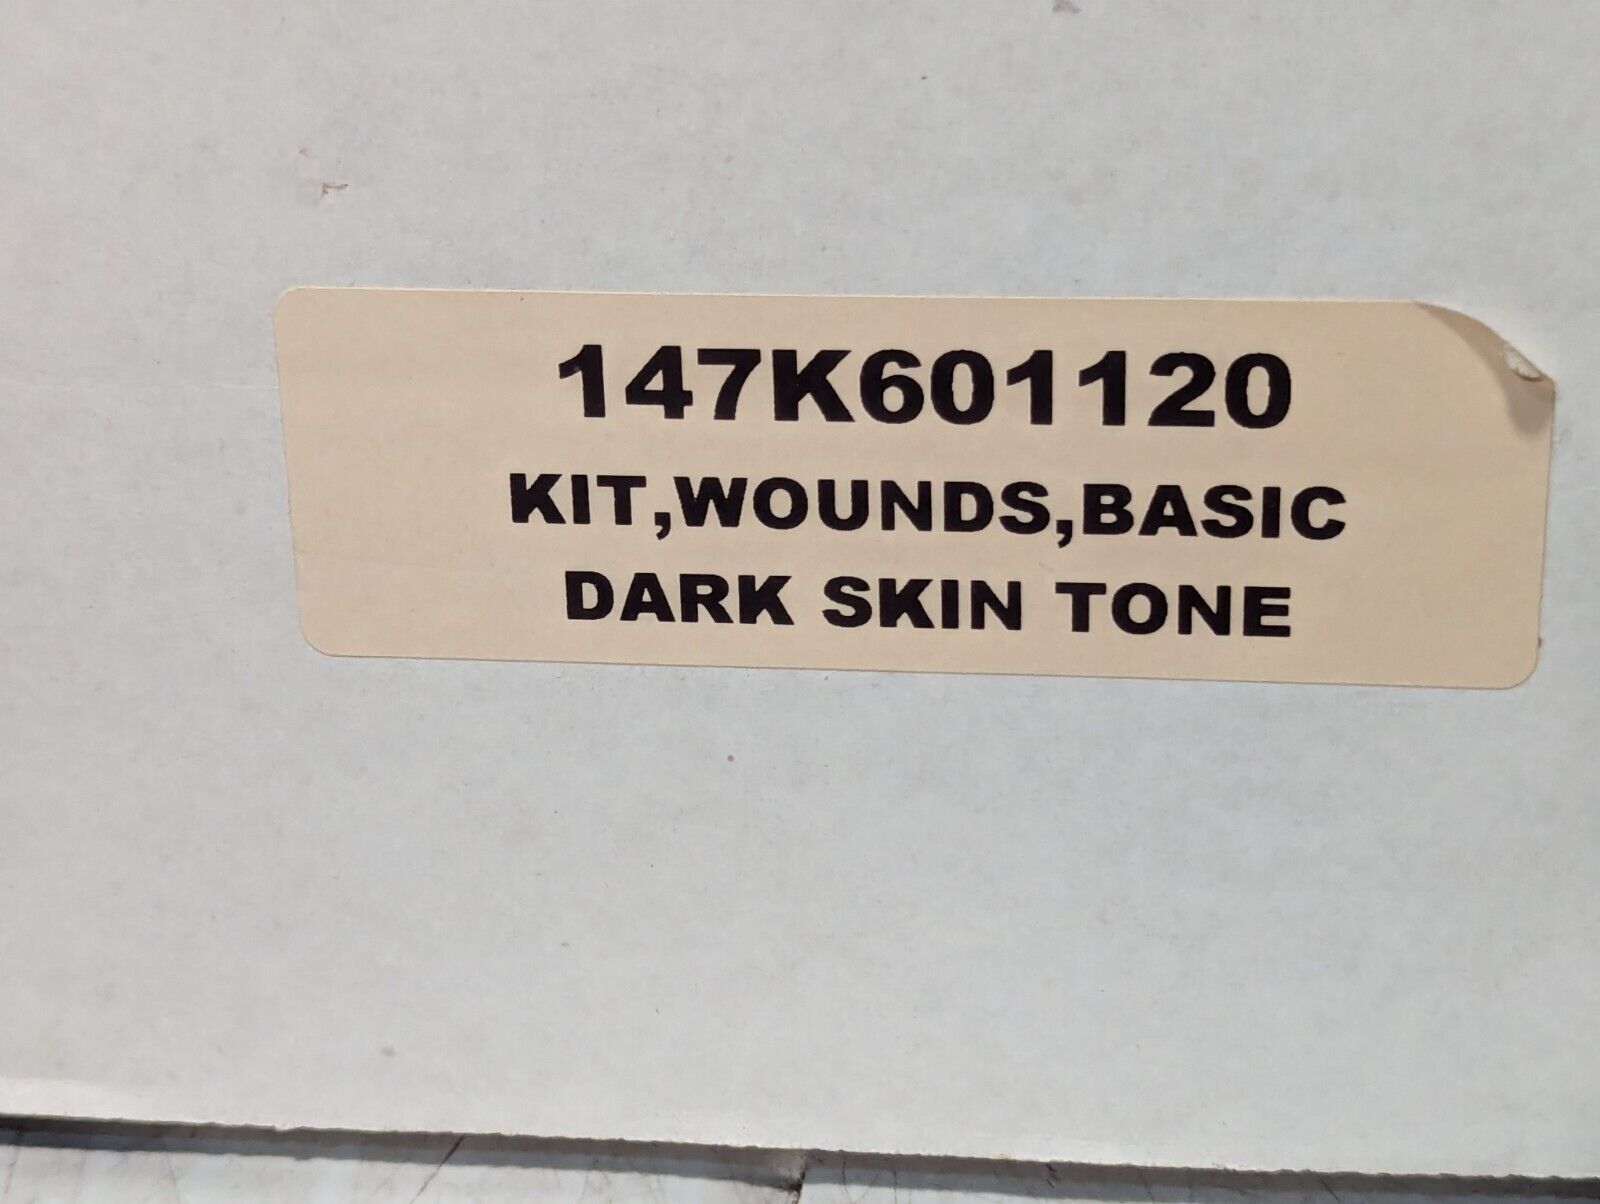 147K601120
KIT,WOUNDS,BASIC
DARK SKIN TONE